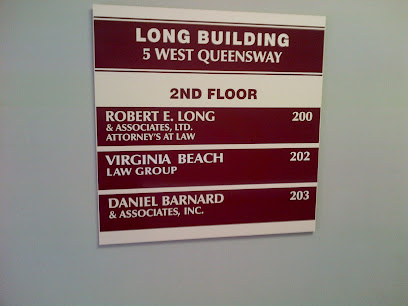 LONG BUILDING
5 WEST QUEENSWAY
2ND FLOOR
ROBERT E. LONG 200
& ASSOCIATES, LTD.
ATTORNEY'S AT LAW
VIRGINIA BEACH 202
LAW GROUP
DANIEL BARNARD 203
& ASSOCIATES, INC.